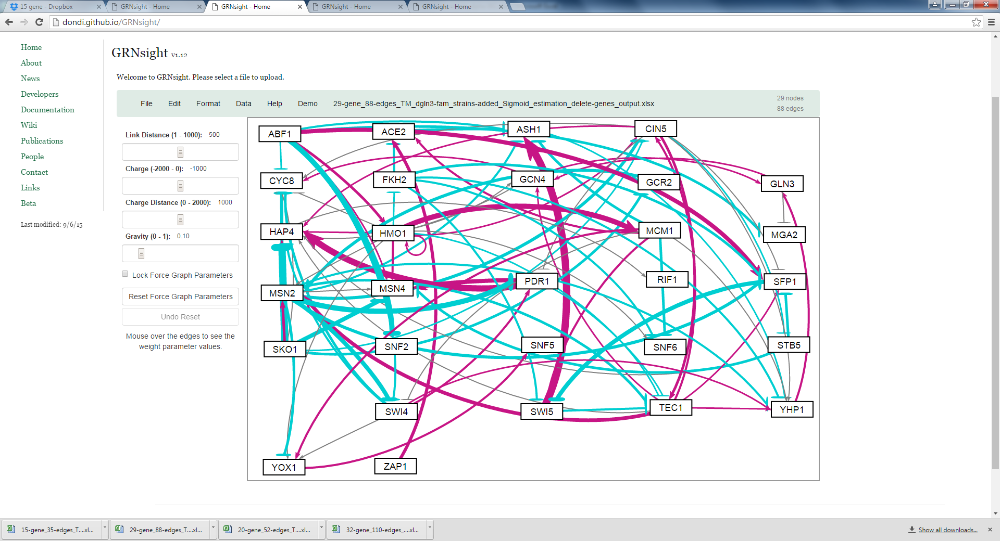 15 gene - Dropbox
GRNsight - Home
GRNsight - Home
GRNsight - Home
GRNsight - Home
dondi.github.io/GRNsight/
Home
About
News
Developers
Documentation
Wiki
Publications
People
Contact
Links
Beta
Last modified: 9/6/15
GRNsight v1.12
Welcome to GRNsight. Please select a file to upload.
File Edit Format Data Help Demo 29-gene_88-edges_TM_dgln3-fam_strains-added_Sigmoid_estimation_delete-genes_output.xlsx
29 nodes
88 edges
Link Distance (1 - 1000): 500
Charge (-2000 - 0): -1000
Charge Distance (0 - 2000): 1000
Gravity (0 - 1): 0.10
Lock Force Graph Parameters
Reset Force Graph Parameters
Undo Reset
Mouse over the edges to see the
weight parameter values.
ABF1 ACE2 ASH1 CIN5
CYC8 FKH2 GCN4 GCR2 GLN3
HAP4 HMO1 MCM1 MGA2
MSN2 MSN4 PDR1 RIF1 SFP1
SKO1 SNF2 SNF5 SNF6 STB5
SWI4 SWI5 TEC1 YHP1
YOX1 ZAP1
15-gene_35-edges_T....xl...
29-gene_88-edges_T....xl...
20-gene_52-edges_T....xl...
32-gene_110-edges_....xl...
Show all downloads...